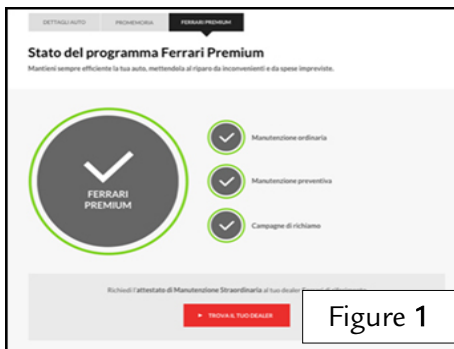 DETTAGLI AUTO
PROMEMORIA
FERRARI PREMIUM
Stato del programma Ferrari Premium
Mantieni sempre efficiente la tua auto, mettendola al riparo da inconvenienti e da spese impreviste.
FERRARI
PREMIUM
Manutenzione ordinaria
Manutenzione preventiva
Campagne di richiamo
Richiedi l'attestato di Manutenzione Straordinaria al tuo dealer
TROVA IL TUO DEALER
Figure 1